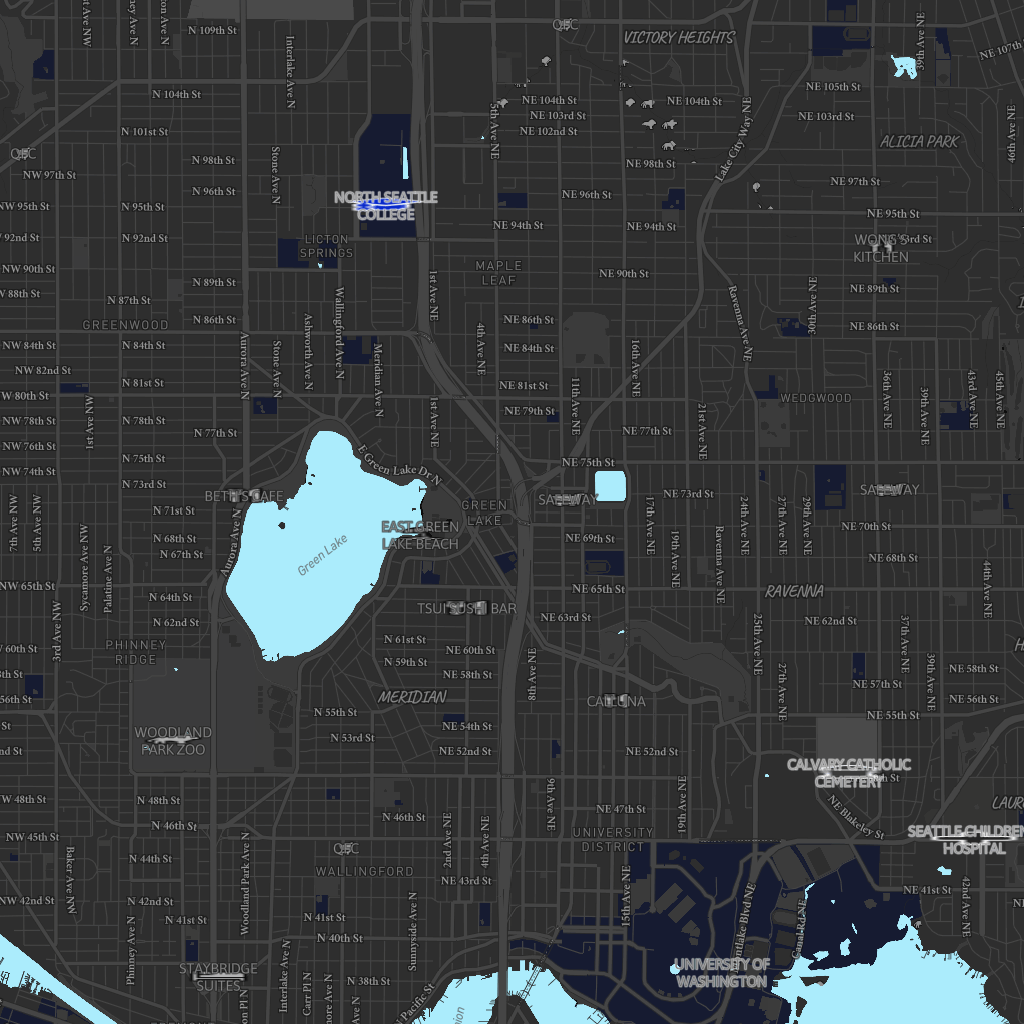 N 109th St
VICTORY HEIGHTS
39th Ave NE
NE 107th
Interlake Ave N
N 104th St
NE 104th St
NE 104th St
NE 105th St
NE 103rd St
NE 103rd St
5th Ave NE
NE 102nd St
N 101st St
Lake City Way NE
46th Ave NE
ALICIA PARK
QFC
QFC
N 98th St
NE 98th St
NW 97th St
Stone Ave N
N 96th St
NE 96th St
NE 97th St
NORTH SEATTLE
COLLEGE
NW 95th St
N 95th St
NE 95th St
NE 94th St
NE 94th St
92nd St
N 92nd St
LICTON
SPRINGS
WONG'S
KITCHEN
NW 90th St
MAPLE
LEAF
NE 90th St
N 89th St
NE 89th St
88th St
N 87th St
1st Ave NE
Ravenna Ave NE
30th Ave NE
Wallingford Ave N
GREENWOOD
N 86th St
NE 86th St
NE 86th St
Ashworth Ave N
4th Ave NE
NW 84th St
N 84th St
NE 84th St
Aurora Ave N
Stone Ave N
Meridian Ave N
16th Ave NE
NW 82nd St
N 81st St
NE 81st St
36th Ave NE
43rd Ave NE
45th Ave NE
39th Ave NE
NW 80th St
11th Ave NE
WEDGWOOD
1st Ave NW
1st Ave NE
NE 79th St
21st Ave NE
NW 78th St
N 78th St
N 77th St
NE 77th St
NW 76th St
N 75th St
E Green Lake Dr N
NE 75th St
NW 74th St
N 73rd St
NE 73rd St
SAFEWAY
SAFEWAY
7th Ave NW
5th Ave NW
N 71st St
GREEN
LAKE
17th Ave NE
24th Ave NE
27th Ave NE
29th Ave NE
NE 70th St
EAST GREEN
LAKE BEACH
N 68th St
NE 69th St
NE 68th St
N 67th St
Aurora Ave N
Green Lake
Sycamore Ave NW
Palatine Ave N
19th Ave NE
Ravenna Ave NE
44th Ave NE
NW 65th St
NE 65th St
RAVENNA
N 64th St
N 62nd St
NE 63rd St
NE 62nd St
3rd Ave NW
25th Ave NE
37th Ave NE
N 61st St
60th St
PHINNEY
RIDGE
NE 60th St
N 59th St
8th Ave NE
27th Ave NE
39th Ave NE
NE 58th St
NE 58th St
NE 57th St
MERIDIAN
56th St
NE 56th St
N 55th St
NE 55th St
NE 54th St
WOODLAND
PARK ZOO
N 53rd St
NE 52nd St
NE 52nd St
CALVARY CATHOLIC
CEMETERY
9th Ave NE
19th Ave NE
NW 48th St
N 48th St
NE 47th St
NE Blakeley St
N 46th St
N 46th St
UNIVERSITY
DISTRICT
SEATTLE CHILDREN
HOSPITAL
NW 45th St
2nd Ave NW
4th Ave NE
QFC
Baker Ave NW
N 44th St
Woodland Park Ave N
WALLINGFORD
NE 43rd St
15th Ave NE
NE 41st St
42nd Ave NE
NW 42nd St
N 42nd St
Phinney Ave N
N 41st St
N 41st St
Sunnyside Ave N
N 40th St
Canal Rd NE
Interlake Ave N
STAYBRIDGE
SUITES
UNIVERSITY OF
WASHINGTON
Carr Pl N
N 38th St
N Pacific St